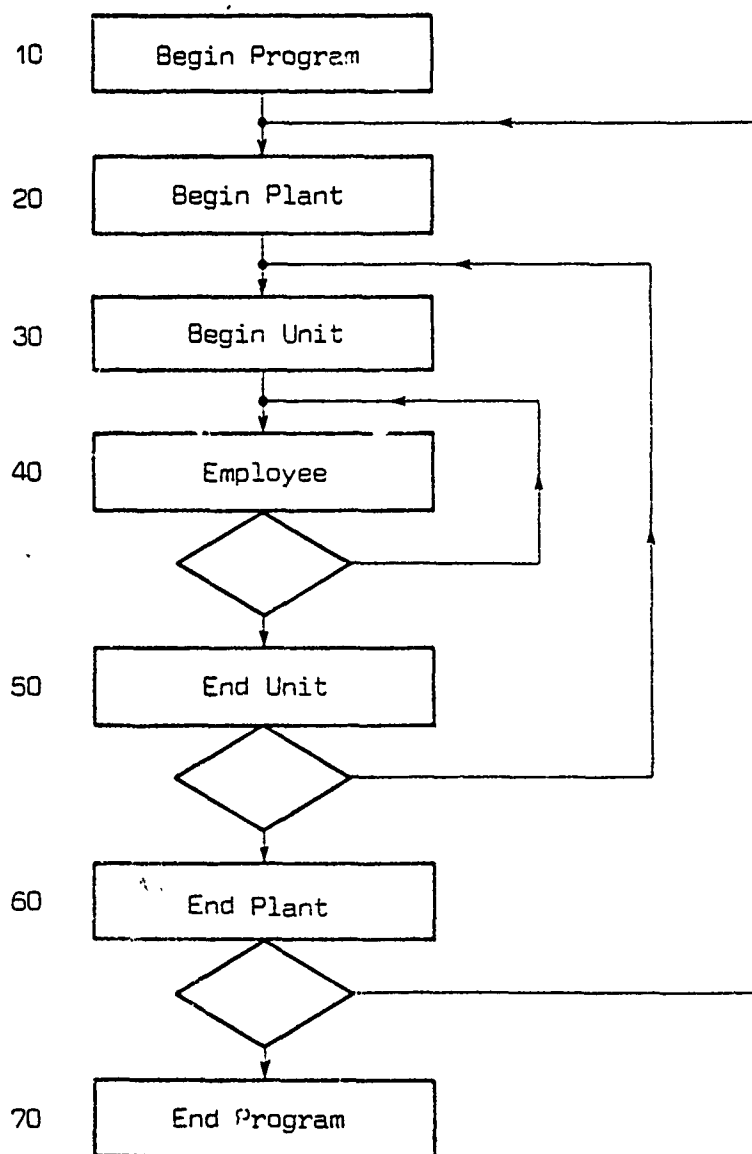 10 Begin Program
20 Begin Plant
30 Begin Unit
40 Employee
50 End Unit
60 End Plant
70 End Program